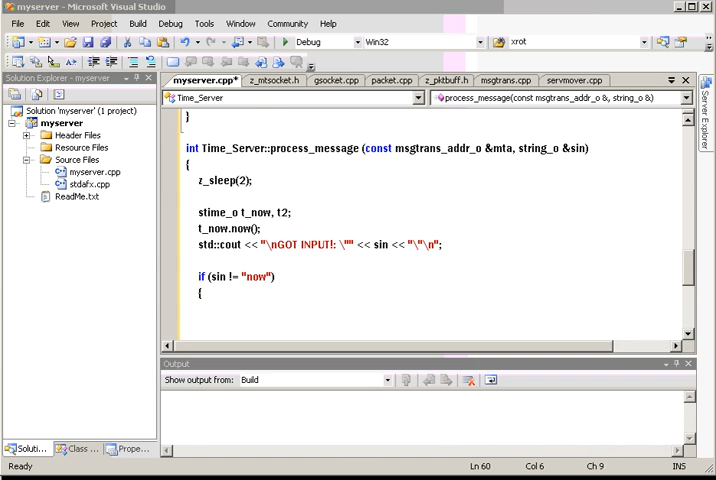 myserver - Microsoft Visual Studio
File Edit View Project Build Debug Tools Window Community Help
Debug Win32 xrot
Solution Explorer - myserver
Solution 'myserver' (1 project)
myserver
Header Files
Resource Files
Source Files
myserver.cpp
stdafx.cpp
ReadMe.txt
Soluti... Class ... Prope...
myserver.cpp* z_mtsocket.h gsocket.cpp packet.cpp z_pktbuff.h msgtrans.cpp servmover.cpp
Time_Server process_message(const msgtrans_addr_o &, string_o &)
}
int Time_Server::process_message (const msgtrans_addr_o &mta, string_o &sin)
{
z_sleep(2);
stime_o t_now, t2;
t_now.now();
std::cout << "\nGOT INPUT!: \"" << sin << "\"\n";
if (sin != "now")
{
Server Explorer
Output
Show output from: Build
Ready Ln 60 Col 6 Ch 9 INS